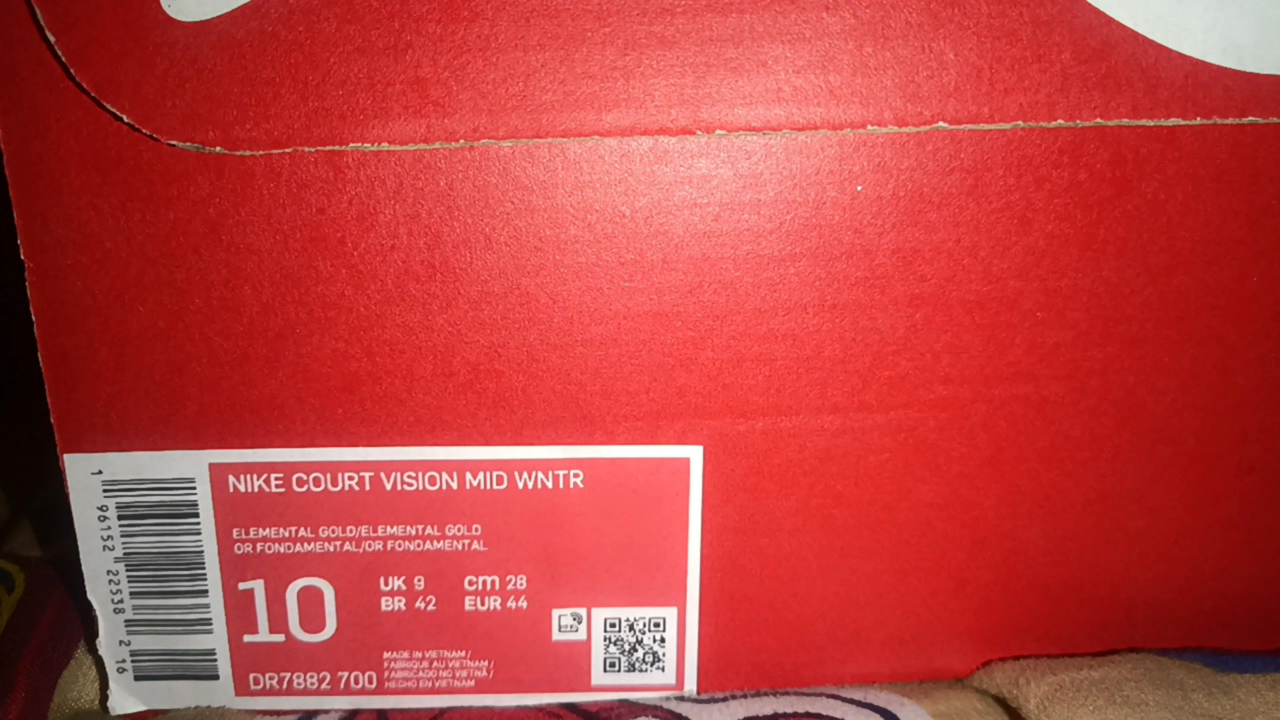 NIKE COURT VISION MID WNTR
ELEMENTAL GOLD/ELEMENTAL GOLD
OR FONDAMENTAL/OR FONDAMENTAL
10
UK 9 cm 28
BR 42 EUR 44
DR7882 700
MADE IN VIETNAM /
FABRIQUE AU VIETNAM /
FABRICADO NO VIETNÃ /
HECHO EN VIETNAM
1 96152 22538 2 16